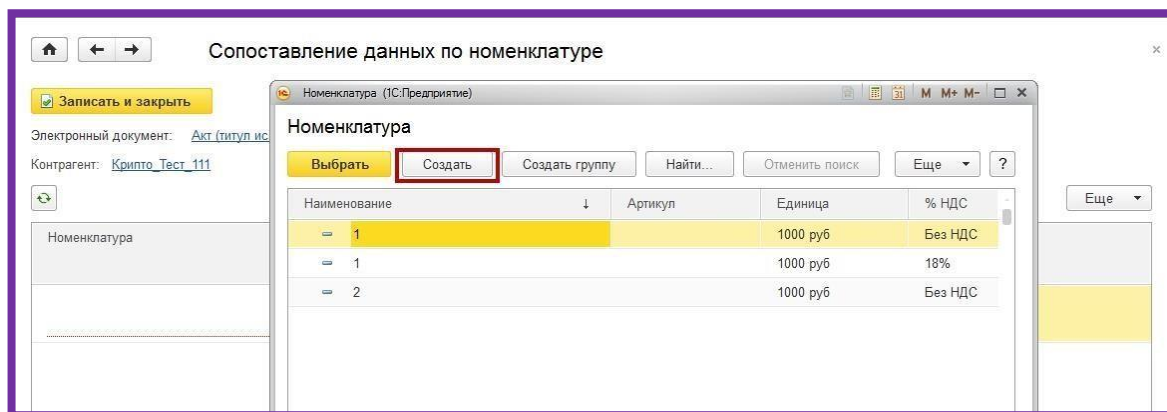 Сопоставление данных по номенклатуре
Записать и закрыть
Электронный документ: Акт (титул ис
Контрагент: Крипто_Тест_111
Еще
Номенклатура
Номенклатура (1С:Предприятие)
M M+ M-
Номенклатура
Выбрать Создать Создать группу Найти... Отменить поиск Еще ?
Наименование ↓ Артикул Единица % НДС
1 1000 руб Без НДС
1 1000 руб 18%
2 1000 руб Без НДС